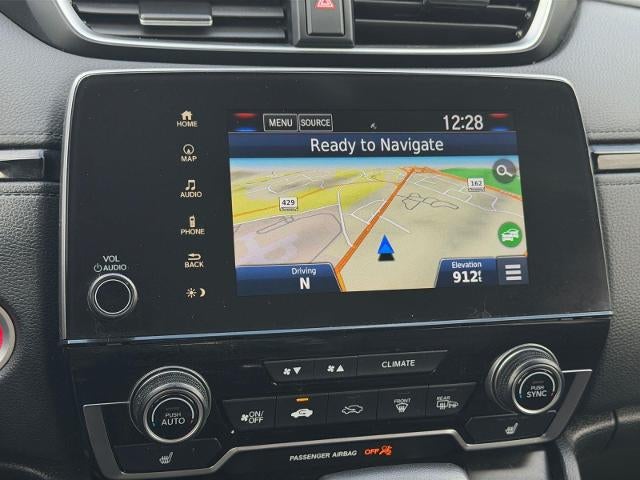 MENU SOURCE 12:28
HOME
Ready to Navigate
MAP
162
AUDIO
429
PHONE
VOL
AUDIO
BACK
Driving
N
Elevation
912ft
CLIMATE
PUSH
AUTO
ON/
OFF
FRONT
REAR
PUSH
SYNC
PASSENGER AIRBAG OFF